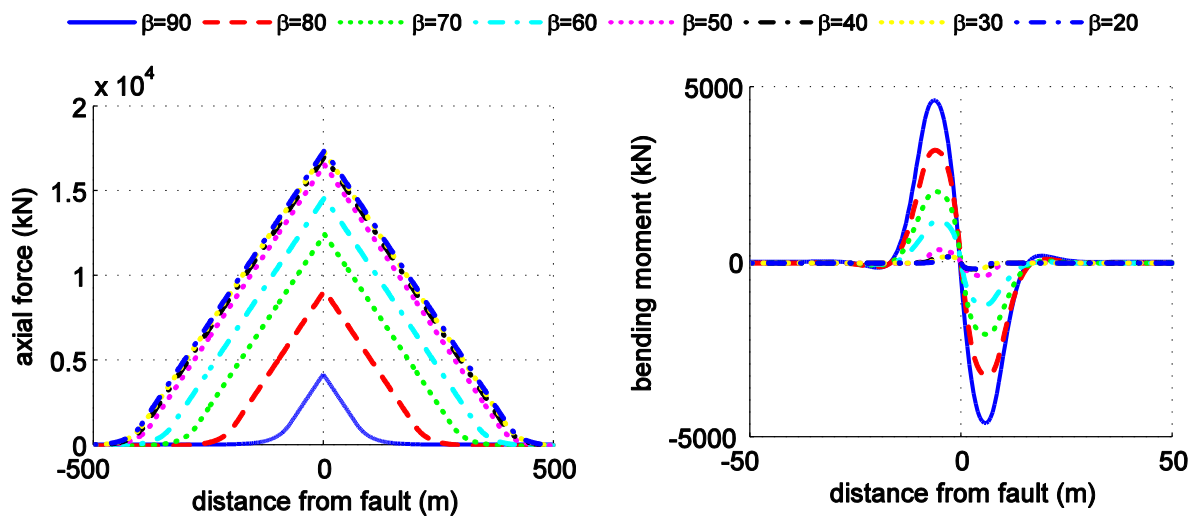 β=90 β=80 β=70 β=60 β=50 β=40 β=30 β=20
x 10^4
2
1.5
1
0.5
0
-500 0 500
axial force (kN)
distance from fault (m)
5000
0
-5000
-50 0 50
bending moment (kN)
distance from fault (m)